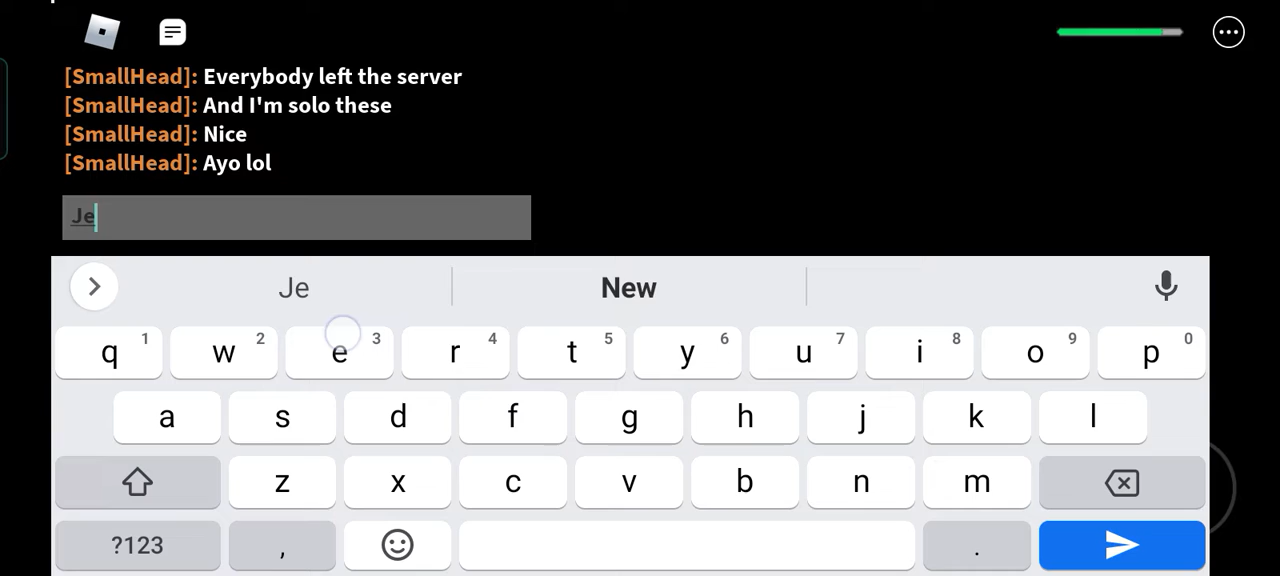 [SmallHead]: Everybody left the server
[SmallHead]: And I'm solo these
[SmallHead]: Nice
[SmallHead]: Ayo lol
Je
Je New
q 1 w 2 e 3 r 4 t 5 y 6 u 7 i 8 o 9 p 0
a s d f g h j k l
z x c v b n m
?123 , .